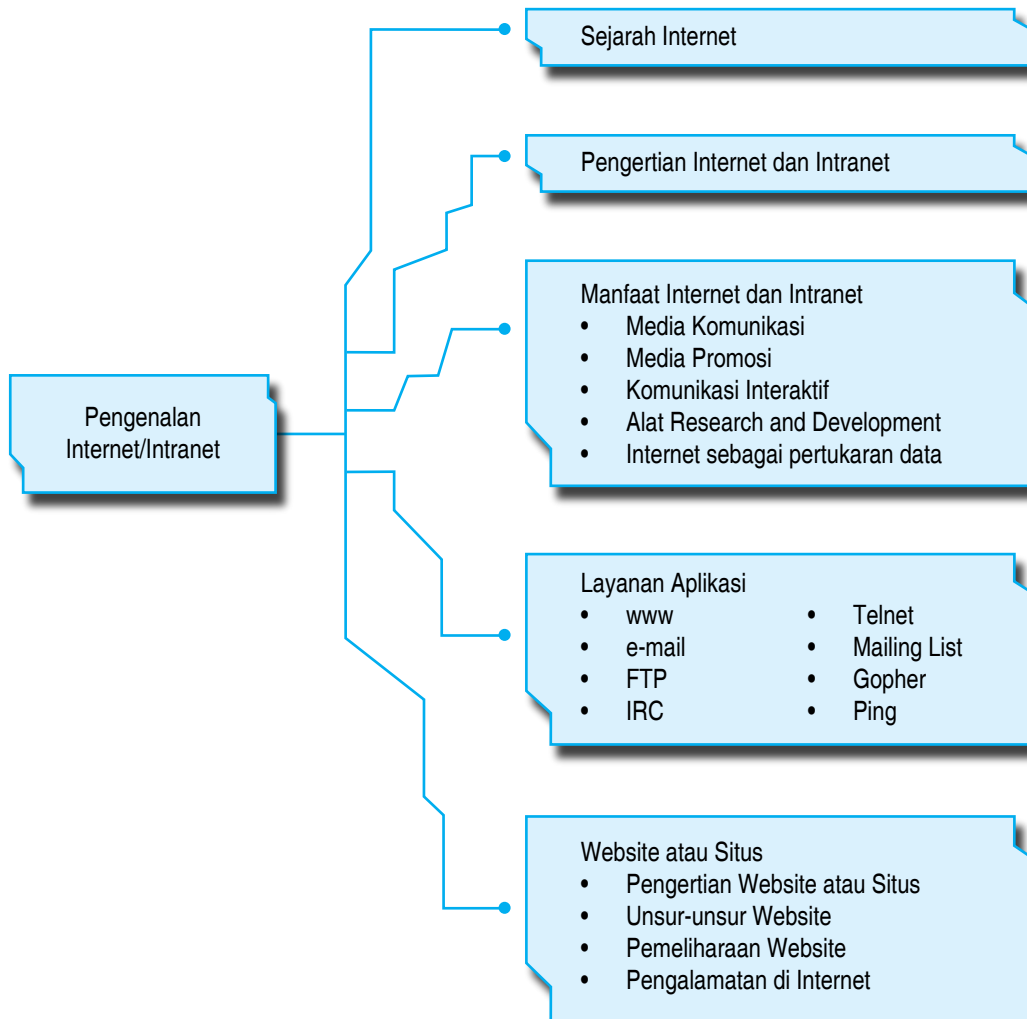 Pengenalan
Internet/Intranet
Sejarah Internet
Pengertian Internet dan Intranet
Manfaat Internet dan Intranet
• Media Komunikasi
• Media Promosi
• Komunikasi Interaktif
• Alat Research and Development
• Internet sebagai pertukaran data
Layanan Aplikasi
• www
• e-mail
• FTP
• IRC
• Telnet
• Mailing List
• Gopher
• Ping
Website atau Situs
• Pengertian Website atau Situs
• Unsur-unsur Website
• Pemeliharaan Website
• Pengalamatan di Internet